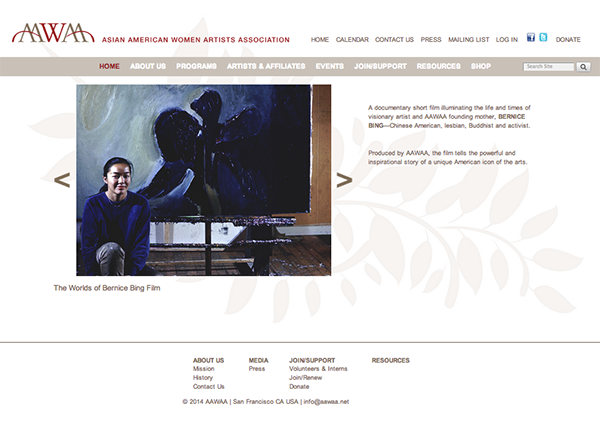 AAWAA ASIAN AMERICAN WOMEN ARTISTS ASSOCIATION
HOME CALENDAR CONTACT US PRESS MAILING LIST LOG IN f t DONATE
HOME ABOUT US PROGRAMS ARTISTS & AFFILIATES EVENTS JOIN/SUPPORT RESOURCES SHOP Search Site
A documentary short film illuminating the life and times of
visionary artist and AAWAA founding mother, BERNICE
BING—Chinese American, lesbian, Buddhist and activist.
Produced by AAWAA, the film tells the powerful and
inspirational story of a unique American icon of the arts.
< >
The Worlds of Bernice Bing Film
ABOUT US MEDIA JOIN/SUPPORT RESOURCES
Mission Press Volunteers & Interns
History Join/Renew
Contact Us Donate
© 2014 AAWAA | San Francisco CA USA | info@aawaa.net